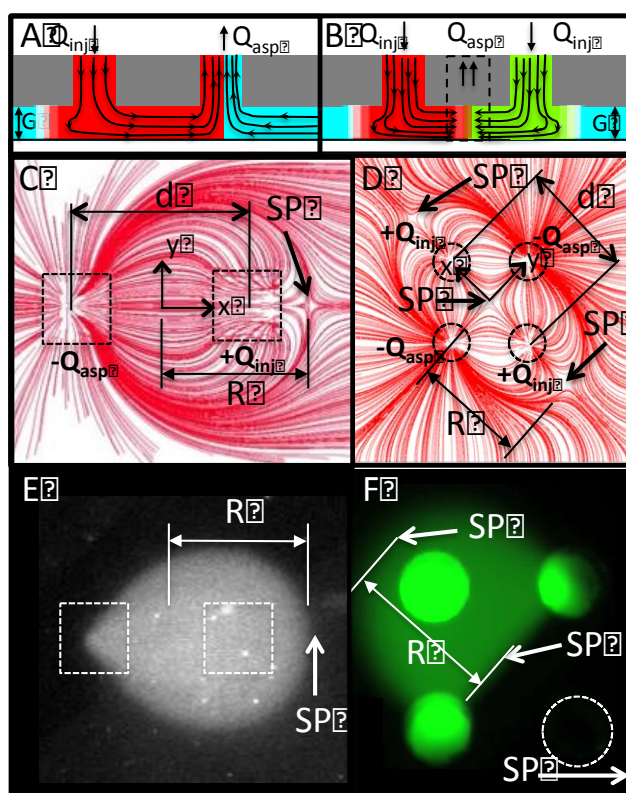 A
Q inj
Q asp
G
B
Q inj
Q asp
Q inj
G
C
d
SP
y
x
-Q asp
+Q inj
R
D
SP
d
+Q inj
-Q asp
x
y
SP
SP
-Q asp
+Q inj
R
E
R
SP
F
SP
R
SP
SP